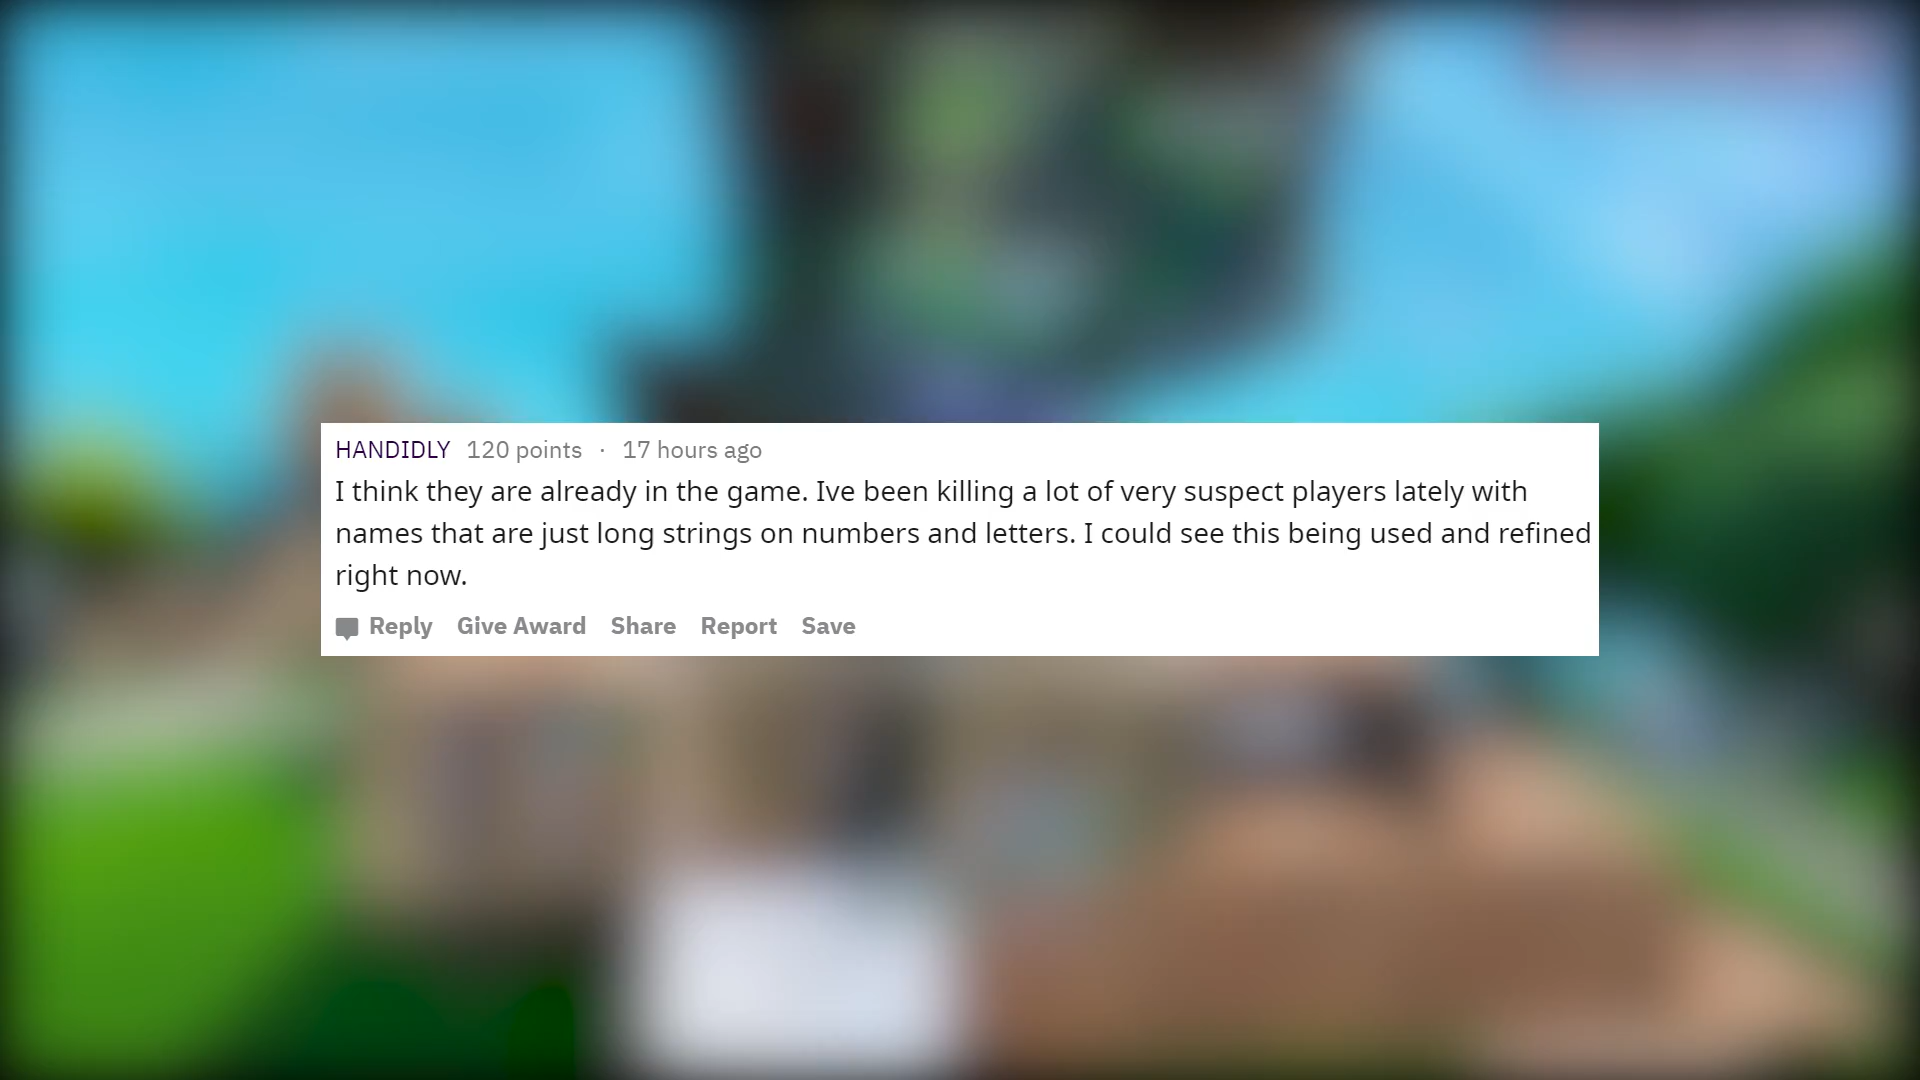 HANDIDLY 120 points · 17 hours ago
I think they are already in the game. Ive been killing a lot of very suspect players lately with
names that are just long strings on numbers and letters. I could see this being used and refined
right now.
Reply Give Award Share Report Save